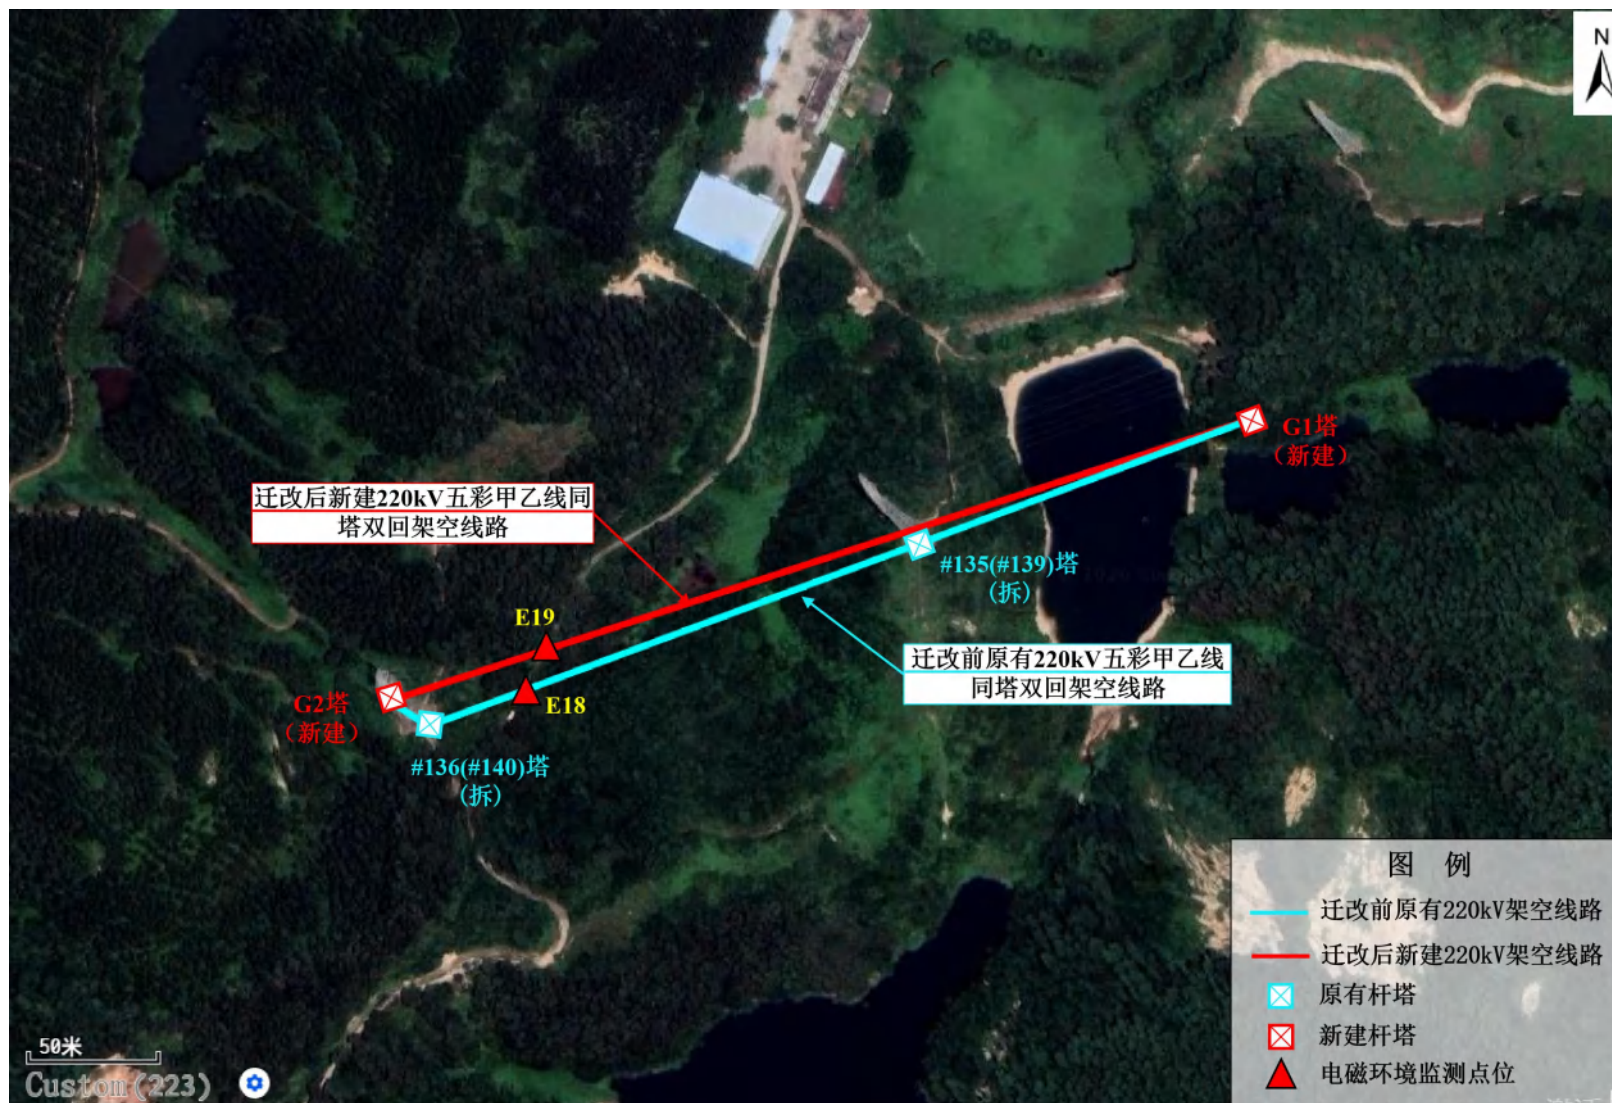 N
G1塔
（新建）
迁改后新建220kV五彩甲乙线同
塔双回架空线路
#135(#139)塔
(拆)
E19
迁改前原有220kV五彩甲乙线
同塔双回架空线路
G2塔
（新建）
E18
#136(#140)塔
(拆)
图 例
迁改前原有220kV架空线路
迁改后新建220kV架空线路
原有杆塔
新建杆塔
电磁环境监测点位
50米
Custom(223)